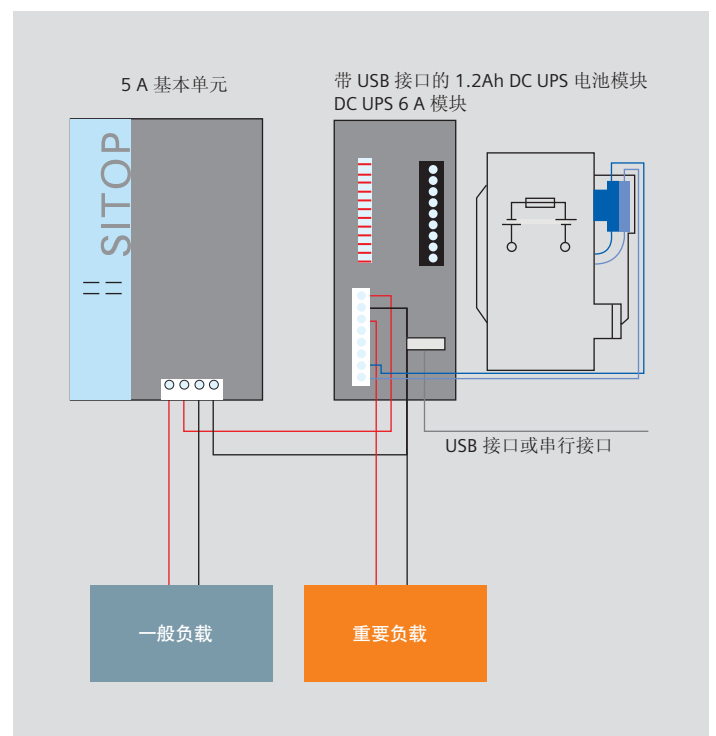 5 A 基本单元
带 USB 接口的 1.2Ah DC UPS 电池模块
DC UPS 6 A 模块
SITOP
USB 接口或串行接口
一般负载
重要负载